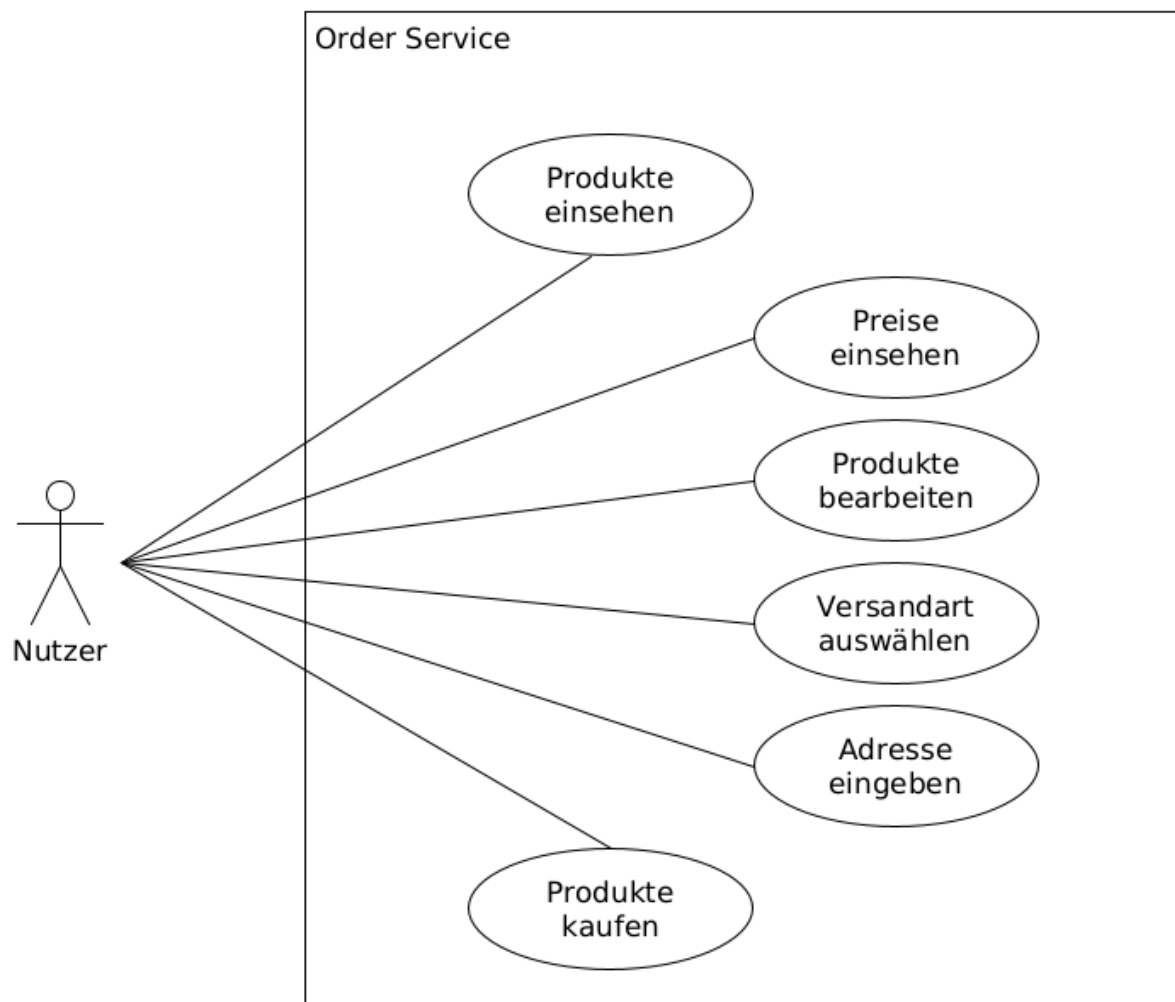 Order Service
Produkte
einsehen
Preise
einsehen
Produkte
bearbeiten
Versandart
auswählen
Nutzer
Adresse
eingeben
Produkte
kaufen